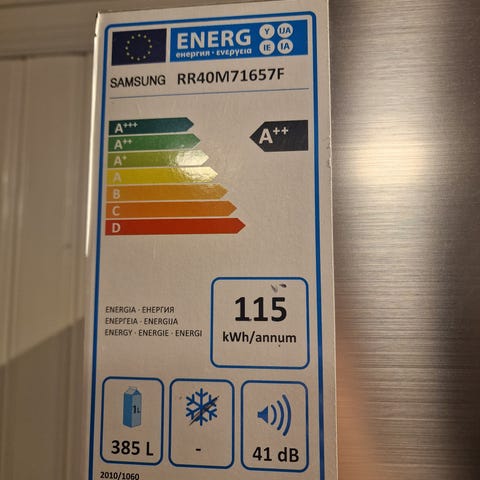 ENERG Y UA
енергия · ενεργεια IE IA
SAMSUNG RR40M71657F
A+++
A++
A++
A+
A
B
C
D
115
kWh/annum
ENERGIA · ЕНЕРГИЯ
ΕΝΕΡΓΕΙΑ · ENERGIJA
ENERGY · ENERGIE · ENERGI
1L
385 L
-
41 dB
2010/1060